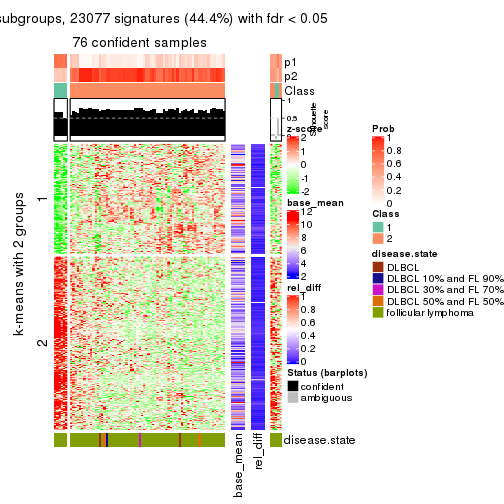 subgroups, 23077 signatures (44.4%) with fdr < 0.05
76 confident samples
p1
p2
Class
1
0.5
0
Silhouette
score
k-means with 2 groups
1
2
z-score
2
1
0
-1
-2
base_mean
12
10
8
6
4
2
rel_diff
1
0.8
0.6
0.4
0.2
0
Status (barplots)
confident
ambiguous
Prob
1
0.8
0.6
0.4
0.2
0
Class
1
2
disease.state
DLBCL
DLBCL 10% and FL 90%
DLBCL 30% and FL 70%
DLBCL 50% and FL 50%
follicular lymphoma
disease.state
base_mean
rel_diff